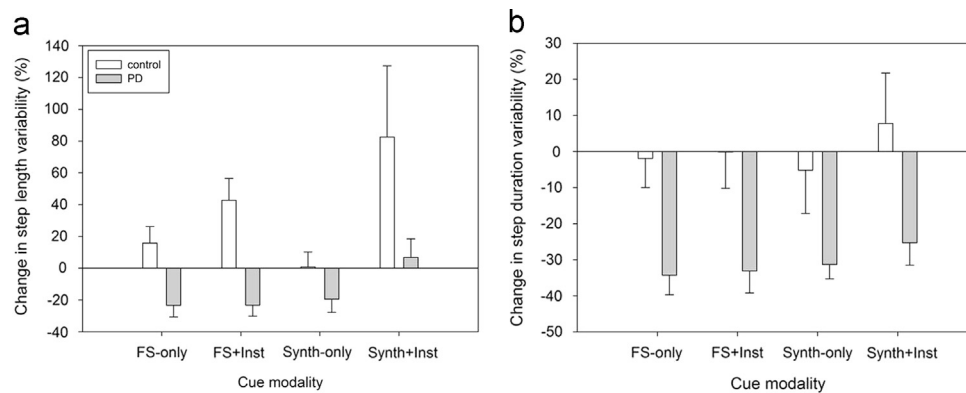 a
Change in step length variability (%)
140
120
100
80
60
40
20
0
-20
-40
control
PD
FS-only FS+Inst Synth-only Synth+Inst
Cue modality
b
Change in step duration variability (%)
30
20
10
0
-10
-20
-30
-40
-50
FS-only FS+Inst Synth-only Synth+Inst
Cue modality